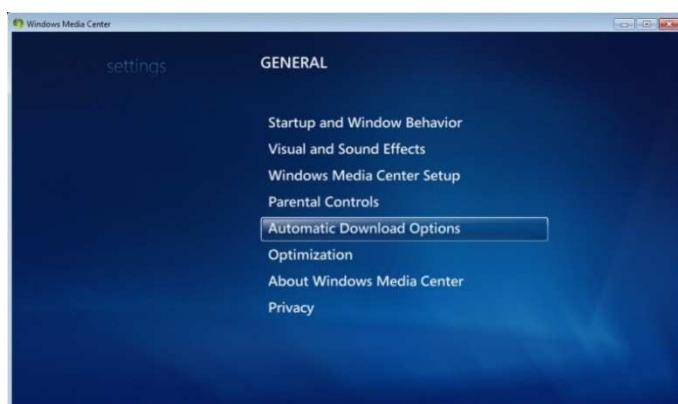 Windows Media Center
settings
GENERAL
Startup and Window Behavior
Visual and Sound Effects
Windows Media Center Setup
Parental Controls
Automatic Download Options
Optimization
About Windows Media Center
Privacy